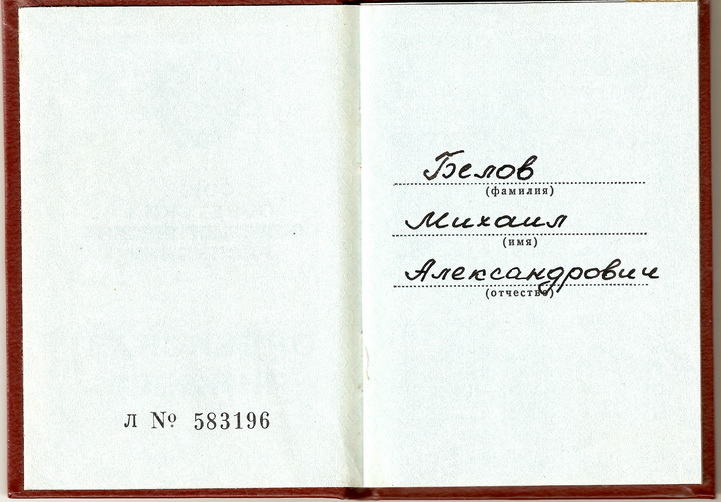 л № 583196
Белов
(фамилия)
Михаил
(имя)
Александрович
(отчество)